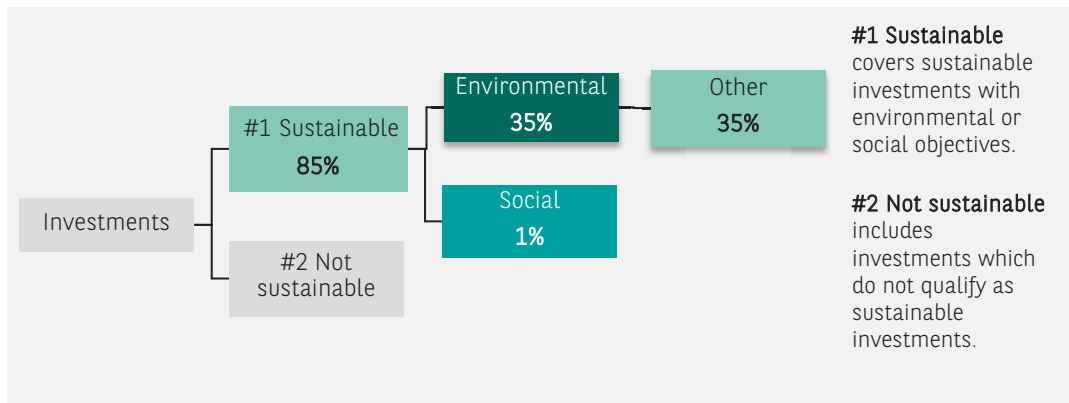 Investments
#1 Sustainable
85%
#2 Not
sustainable
Environmental
35%
Social
1%
Other
35%
#1 Sustainable
covers sustainable
investments with
environmental or
social objectives.
#2 Not sustainable
includes
investments which
do not qualify as
sustainable
investments.